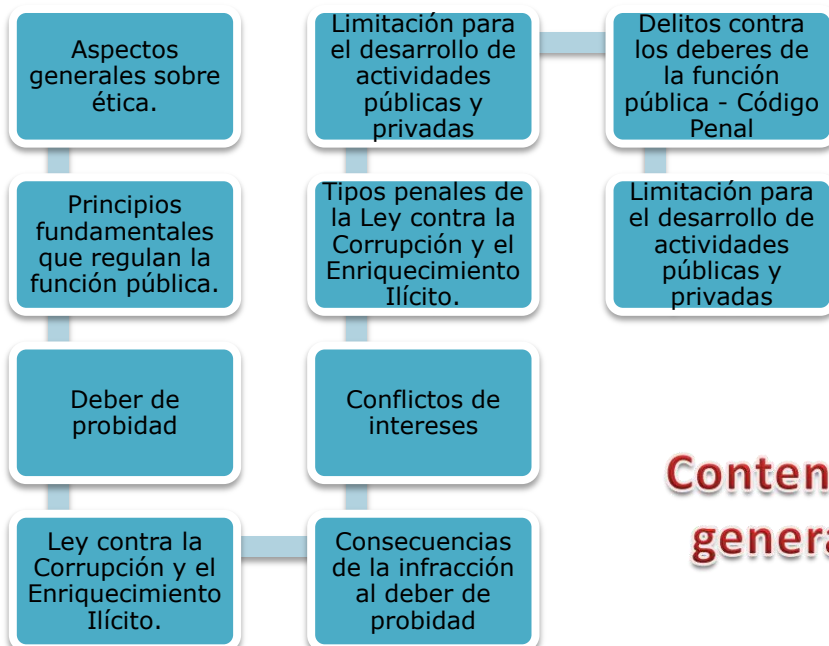 Aspectos
generales sobre
ética.
Principios
fundamentales
que regulan la
función pública.
Deber de
probidad
Ley contra la
Corrupción y el
Enriquecimiento
Ilícito.
Consecuencias
de la infracción
al deber de
probidad
Conflictos de
intereses
Tipos penales de
la Ley contra la
Corrupción y el
Enriquecimiento
Ilícito.
Limitación para
el desarrollo de
actividades
públicas y
privadas
Delitos contra
los deberes de
la función
pública - Código
Penal
Limitación para
el desarrollo de
actividades
públicas y
privadas